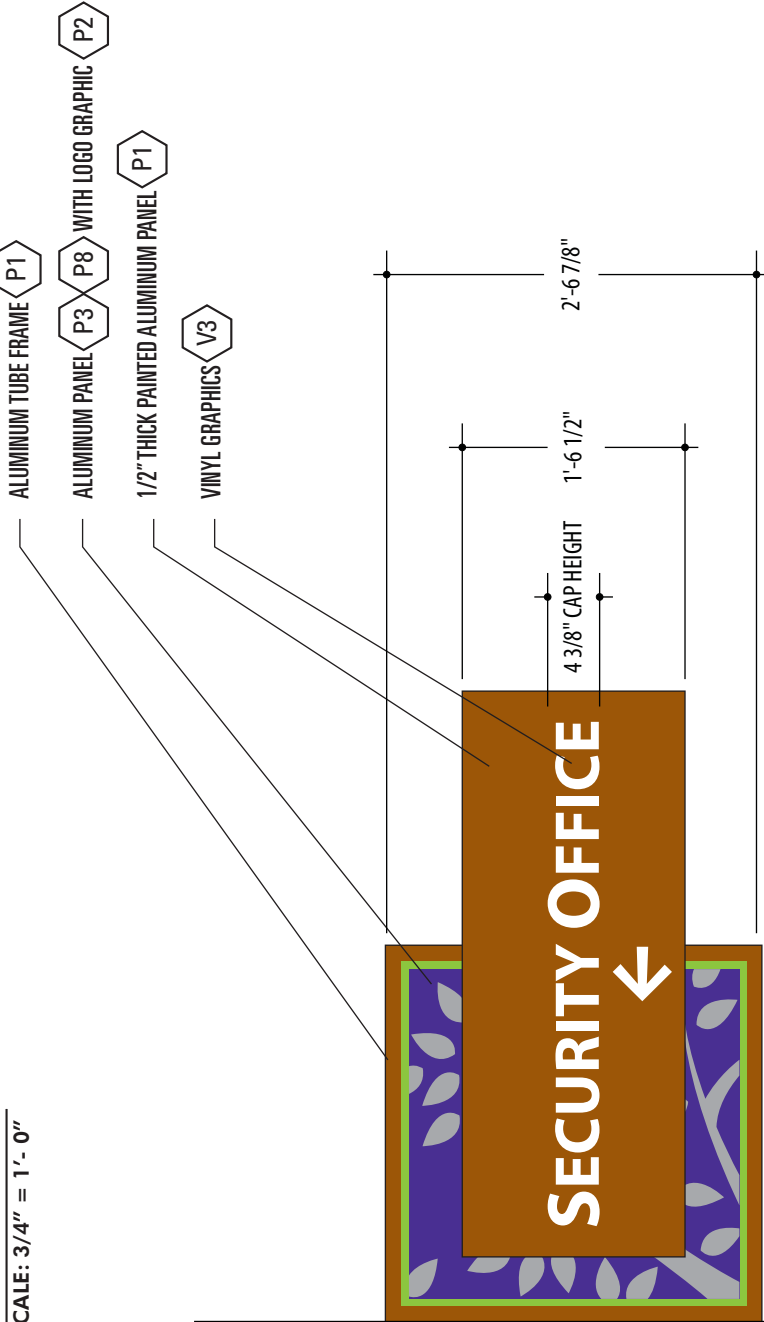 ALUMINUM TUBE FRAME P1
ALUMINUM PANEL P3 P8 WITH LOGO GRAPHIC P2
1/2" THICK PAINTED ALUMINUM PANEL P1
VINYL GRAPHICS V3
2'-6 7/8"
1'-6 1/2"
4 3/8" CAP HEIGHT
SECURITY OFFICE
CALE: 3/4" = 1'- 0"